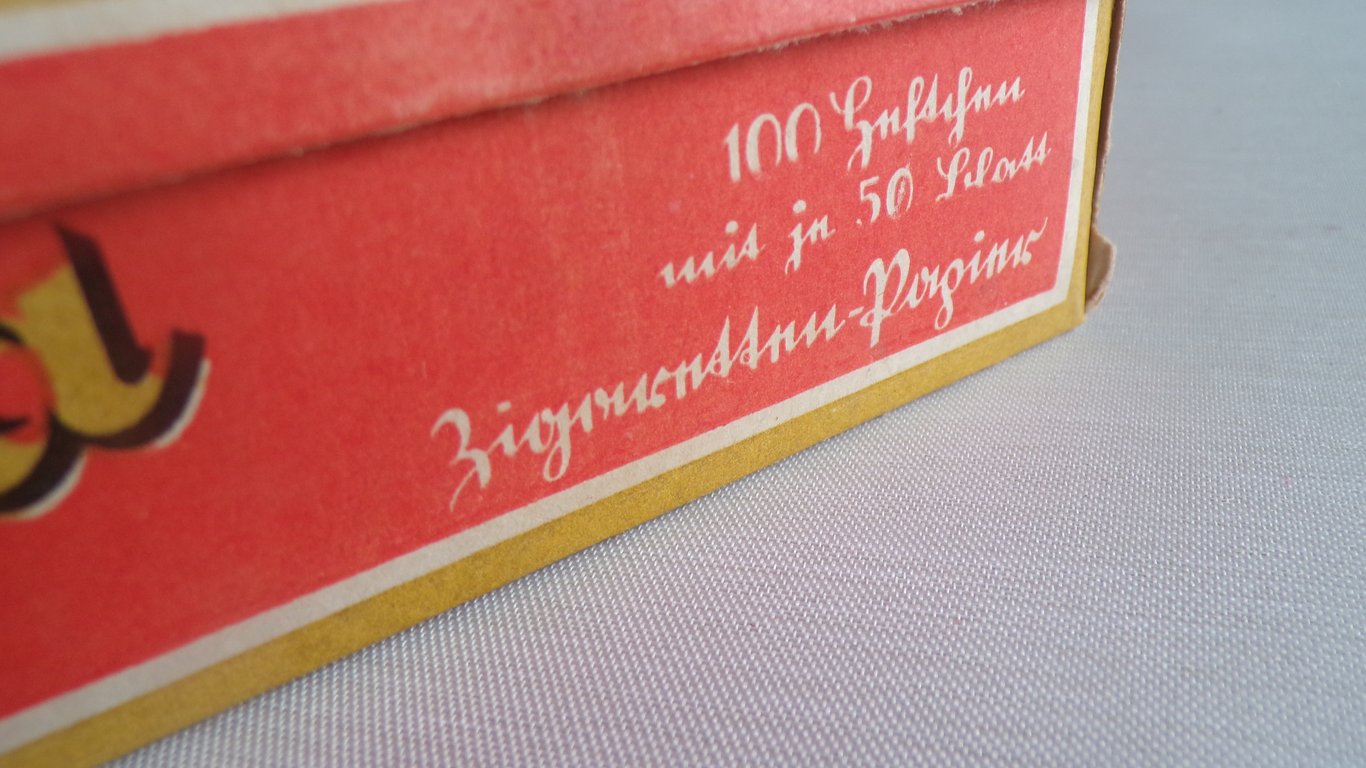 100 Heftchen
mit je 50 Blatt
Zigaretten-Papier